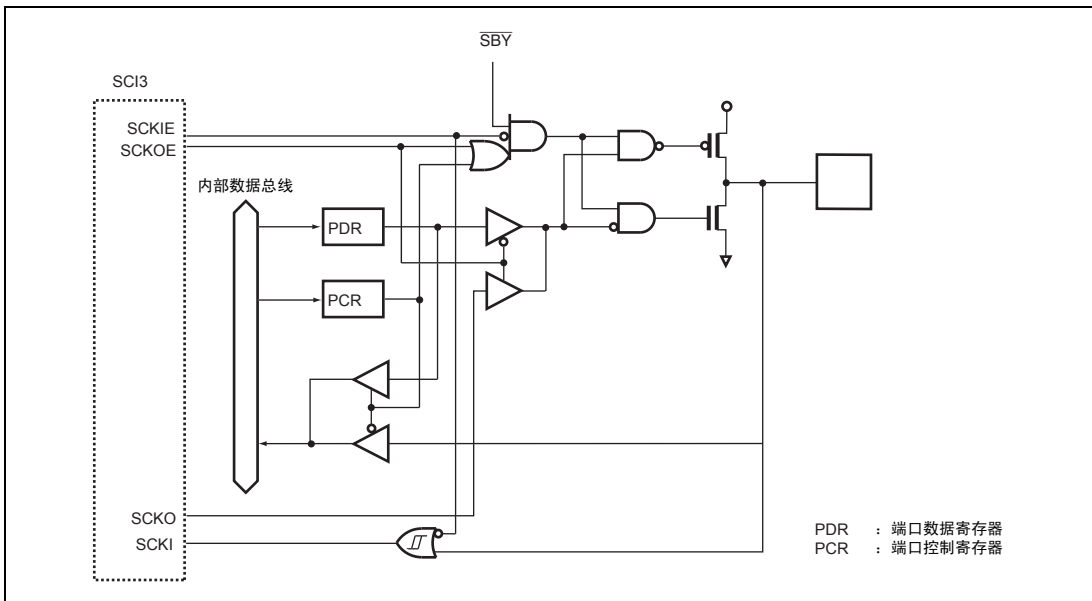 SBY
SCI3
SCKIE
SCKOE
内部数据总线
PDR
PCR
SCKO
SCKI
PDR : 端口数据寄存器
PCR : 端口控制寄存器